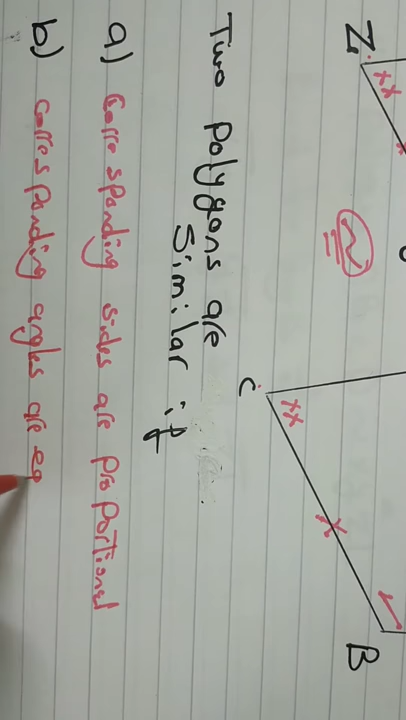 Z
C
B
Two Polygons are
Similar if
a) Corresponding sides are proportional
b) corresponding angles are eq